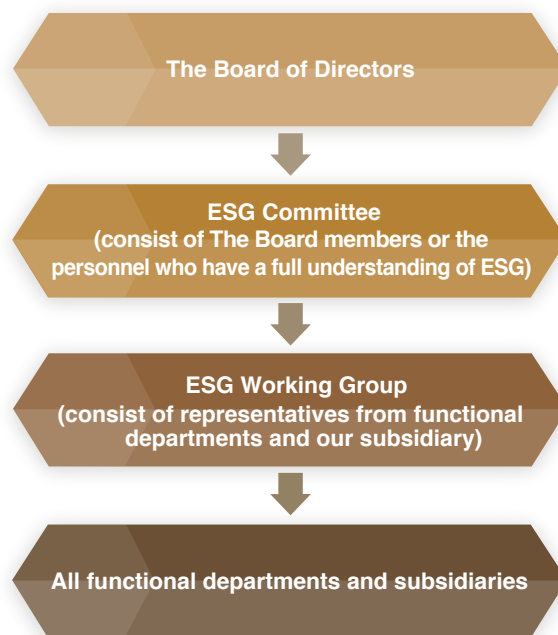 The Board of Directors
ESG Committee
(consist of The Board members or the
personnel who have a full understanding of ESG)
ESG Working Group
(consist of representatives from functional
departments and our subsidiary)
All functional departments and subsidiaries